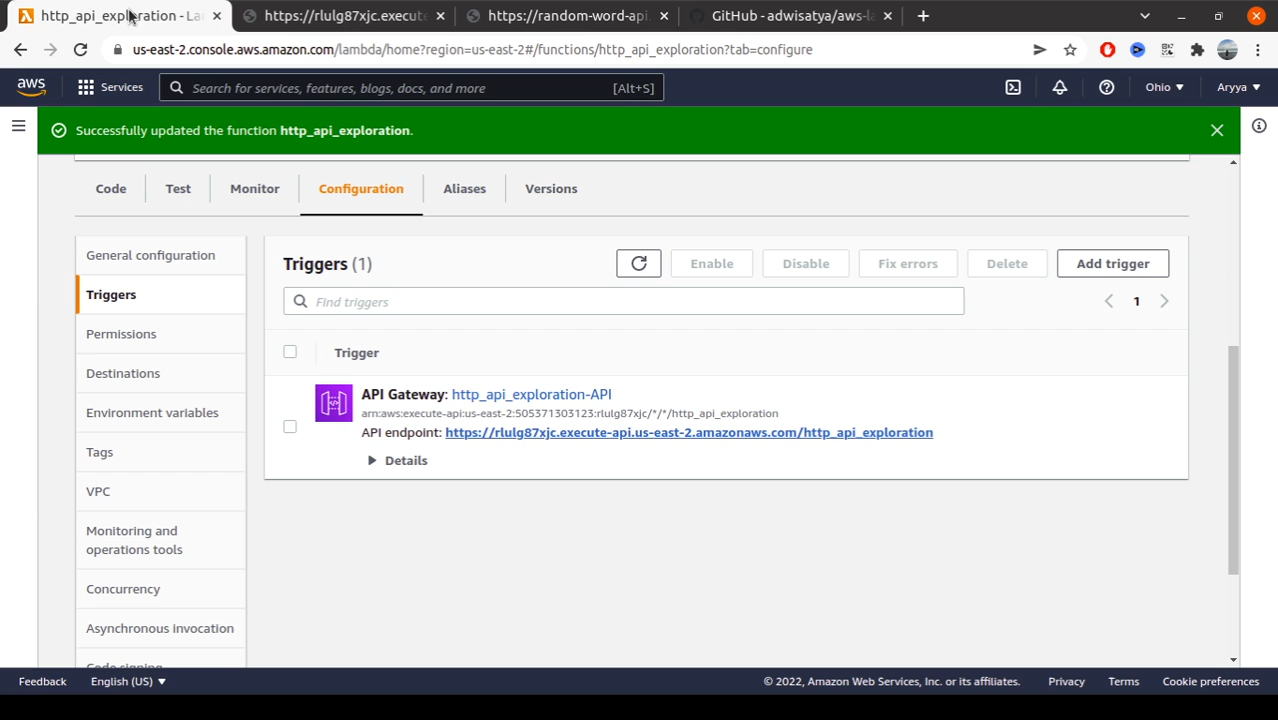 http_api_exploration - La
https://rlulg87xjc.execute
https://random-word-api.
GitHub - adwisatya/aws-la
us-east-2.console.aws.amazon.com/lambda/home?region=us-east-2#/functions/http_api_exploration?tab=configure
aws
Services
Search for services, features, blogs, docs, and more
[Alt+S]
Ohio
Aryya
Successfully updated the function http_api_exploration.
Code
Test
Monitor
Configuration
Aliases
Versions
General configuration
Triggers
Permissions
Destinations
Environment variables
Tags
VPC
Monitoring and
operations tools
Concurrency
Asynchronous invocation
Code signing
Triggers (1)
Enable
Disable
Fix errors
Delete
Add trigger
Find triggers
1
Trigger
API Gateway: http_api_exploration-API
arn:aws:execute-api:us-east-2:505371303123:rlulg87xjc/*/*/http_api_exploration
API endpoint: https://rlulg87xjc.execute-api.us-east-2.amazonaws.com/http_api_exploration
Details
Feedback
English (US)
© 2022, Amazon Web Services, Inc. or its affiliates.
Privacy
Terms
Cookie preferences